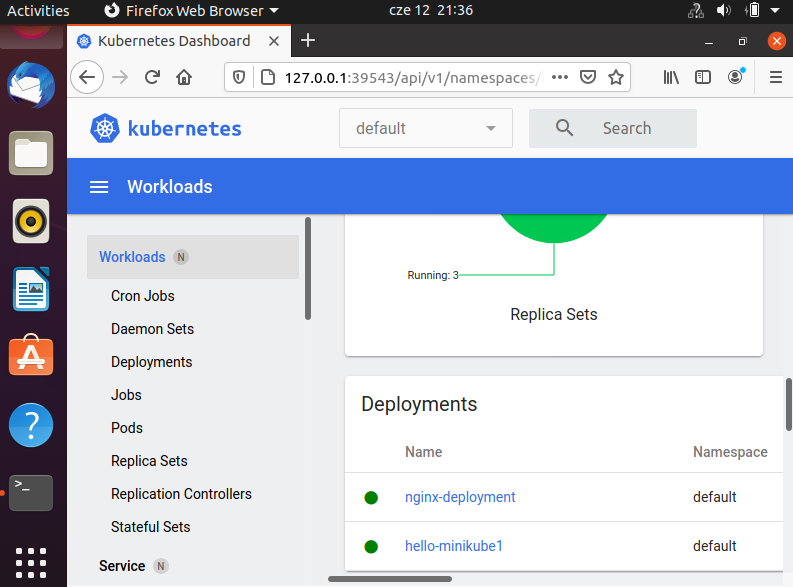 Activities Firefox Web Browser cze 12 21:36
Kubernetes Dashboard
127.0.0.1:39543/api/v1/namespaces/
kubernetes default Search
Workloads
Workloads N
Cron Jobs
Daemon Sets
Deployments
Jobs
Pods
Replica Sets
Replication Controllers
Stateful Sets
Service N
Running: 3
Replica Sets
Deployments
Name Namespace
nginx-deployment default
hello-minikube1 default